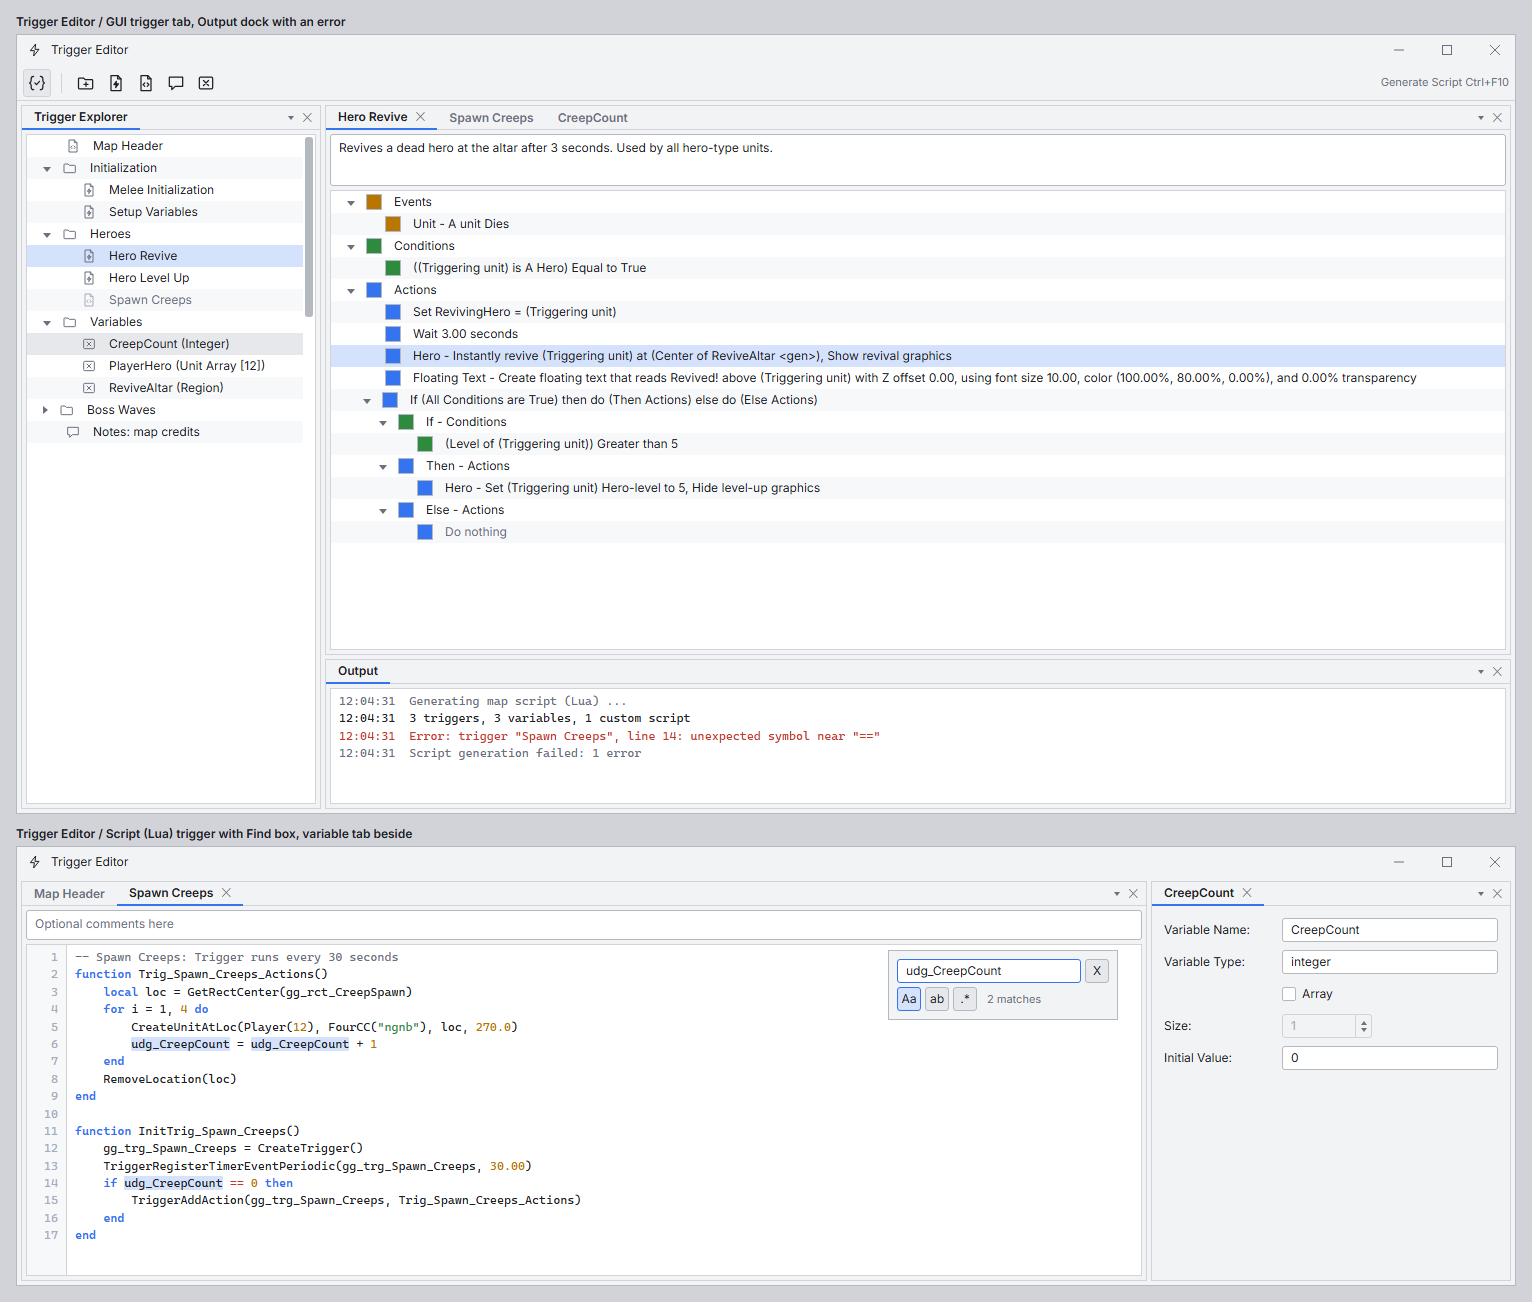 Trigger Editor / GUI trigger tab, Output dock with an error
Trigger Editor
Generate Script Ctrl+F10
Trigger Explorer
Map Header
Initialization
Melee Initialization
Setup Variables
Heroes
Hero Revive
Hero Level Up
Spawn Creeps
Variables
CreepCount (Integer)
PlayerHero (Unit Array [12])
ReviveAltar (Region)
Boss Waves
Notes: map credits
Hero Revive Spawn Creeps CreepCount
Revives a dead hero at the altar after 3 seconds. Used by all hero-type units.
Events
Unit - A unit Dies
Conditions
((Triggering unit) is A Hero) Equal to True
Actions
Set RevivingHero = (Triggering unit)
Wait 3.00 seconds
Hero - Instantly revive (Triggering unit) at (Center of ReviveAltar <gen>), Show revival graphics
Floating Text - Create floating text that reads Revived! above (Triggering unit) with Z offset 0.00, using font size 10.00, color (100.00%, 80.00%, 0.00%), and 0.00% transparency
If (All Conditions are True) then do (Then Actions) else do (Else Actions)
If - Conditions
(Level of (Triggering unit)) Greater than 5
Then - Actions
Hero - Set (Triggering unit) Hero-level to 5, Hide level-up graphics
Else - Actions
Do nothing
Output
12:04:31 Generating map script (Lua) ...
12:04:31 3 triggers, 3 variables, 1 custom script
12:04:31 Error: trigger "Spawn Creeps", line 14: unexpected symbol near "=="
12:04:31 Script generation failed: 1 error
Trigger Editor / Script (Lua) trigger with Find box, variable tab beside
Trigger Editor
Map Header Spawn Creeps
Optional comments here
1 -- Spawn Creeps: Trigger runs every 30 seconds
2 function Trig_Spawn_Creeps_Actions()
3 local loc = GetRectCenter(gg_rct_CreepSpawn)
4 for i = 1, 4 do
5 CreateUnitAtLoc(Player(12), FourCC("ngnb"), loc, 270.0)
6 udg_CreepCount = udg_CreepCount + 1
7 end
8 RemoveLocation(loc)
9 end
10
11 function InitTrig_Spawn_Creeps()
12 gg_trg_Spawn_Creeps = CreateTrigger()
13 TriggerRegisterTimerEventPeriodic(gg_trg_Spawn_Creeps, 30.00)
14 if udg_CreepCount == 0 then
15 TriggerAddAction(gg_trg_Spawn_Creeps, Trig_Spawn_Creeps_Actions)
16 end
17 end
udg_CreepCount X
Aa ab .* 2 matches
CreepCount
Variable Name: CreepCount
Variable Type: integer
Array
Size: 1
Initial Value: 0